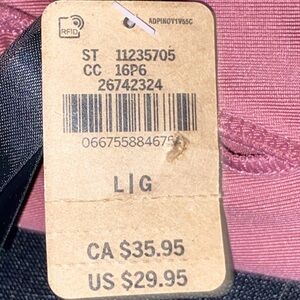 RFID
ST 11235705
CC 16P6
26742324
L|G
CA $35.95
US $29.95